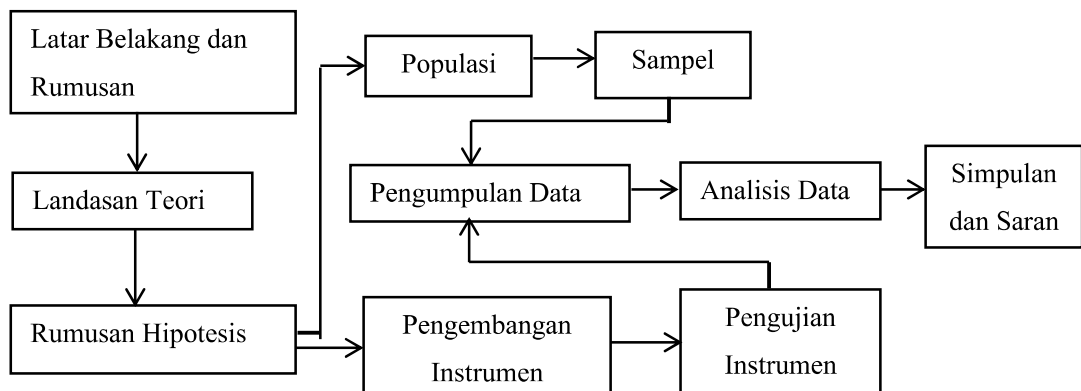 Latar Belakang dan
Rumusan
Landasan Teori
Rumusan Hipotesis
Populasi
Sampel
Pengumpulan Data
Analisis Data
Simpulan
dan Saran
Pengembangan
Instrumen
Pengujian
Instrumen